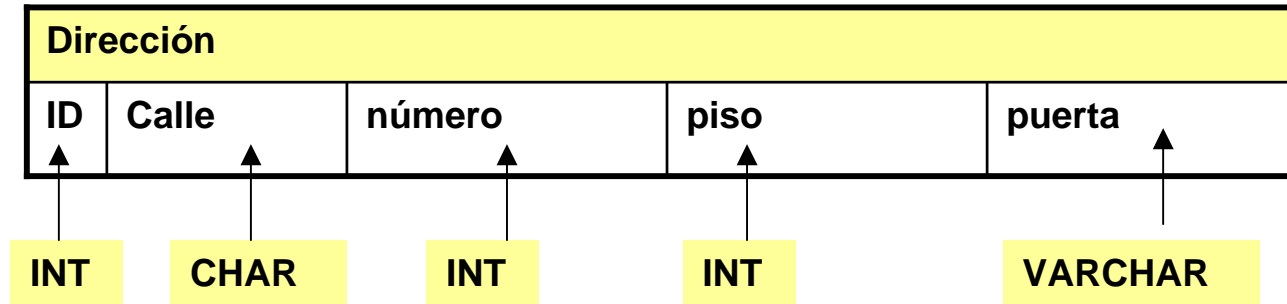 Dirección
ID Calle número piso puerta
INT CHAR INT INT VARCHAR